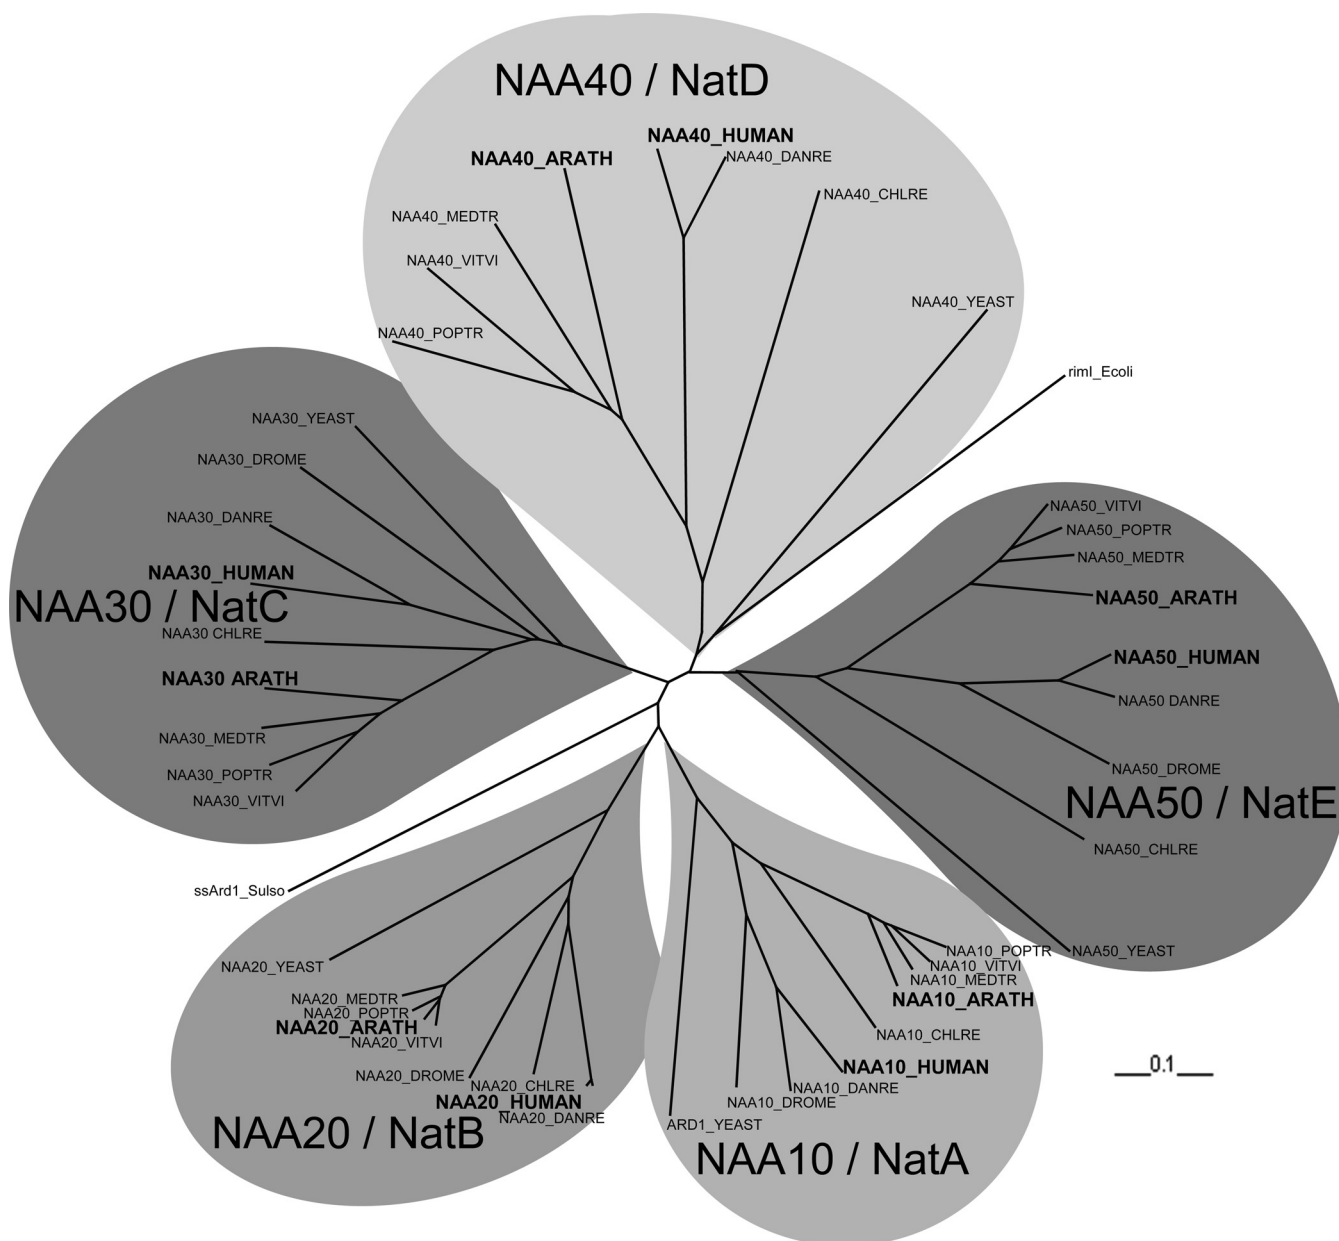 NAA40 / NatD
NAA40_HUMAN
NAA40_ARATH
NAA40_DANRE
NAA40_CHLRE
NAA40_MEDTR
NAA40_VITVI
NAA40_YEAST
NAA40_POPTR
rimI_Ecoli
NAA30_YEAST
NAA30_DROME
NAA30_DANRE
NAA30_HUMAN
NAA30 / NatC
NAA30 CHLRE
NAA30 ARATH
NAA30_MEDTR
NAA30_POPTR
NAA30_VITVI
NAA50_VITVI
NAA50_POPTR
NAA50_MEDTR
NAA50_ARATH
NAA50_HUMAN
NAA50 DANRE
NAA50_DROME
NAA50 / NatE
NAA50_CHLRE
NAA50_YEAST
ssArd1_Sulso
NAA20_YEAST
NAA20_MEDTR
NAA20_POPTR
NAA20_ARATH
NAA20_VITVI
NAA20_DROME
NAA20_CHLRE
NAA20_HUMAN
NAA20_DANRE
NAA20 / NatB
NAA10_POPTR
NAA10_VITVI
NAA10_MEDTR
NAA10_ARATH
NAA10_CHLRE
NAA10_HUMAN
NAA10_DANRE
NAA10_DROME
ARD1_YEAST
NAA10 / NatA
0.1